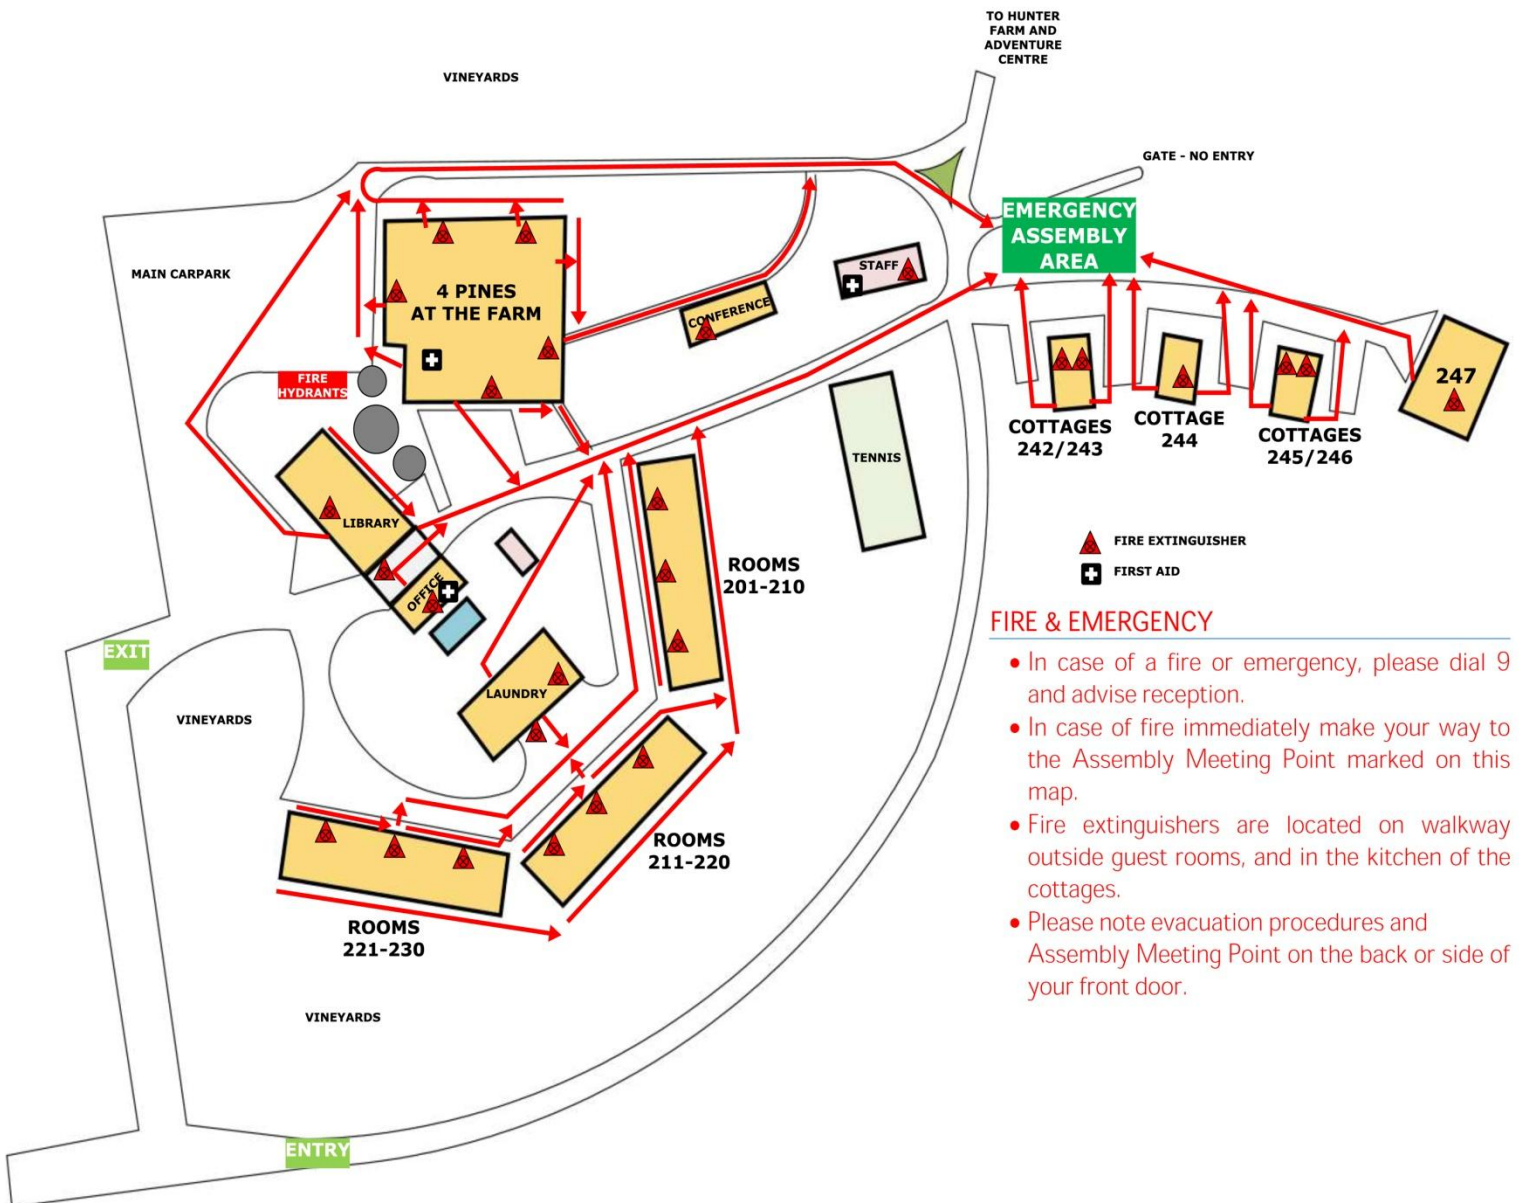 TO HUNTER
FARM AND
ADVENTURE
CENTRE
VINEYARDS
GATE - NO ENTRY
EMERGENCY
ASSEMBLY
AREA
MAIN CARPARK
STAFF
4 PINES
AT THE FARM
CONFERENCE
FIRE
HYDRANTS
247
COTTAGES
242/243
COTTAGE
244
COTTAGES
245/246
TENNIS
LIBRARY
OFFICE
ROOMS
201-210
FIRE EXTINGUISHER
FIRST AID
EXIT
LAUNDRY
VINEYARDS
ROOMS
211-220
ROOMS
221-230
VINEYARDS
ENTRY
FIRE & EMERGENCY
• In case of a fire or emergency, please dial 9
and advise reception.
• In case of fire immediately make your way to
the Assembly Meeting Point marked on this
map.
• Fire extinguishers are located on walkway
outside guest rooms, and in the kitchen of the
cottages.
• Please note evacuation procedures and
Assembly Meeting Point on the back or side of
your front door.